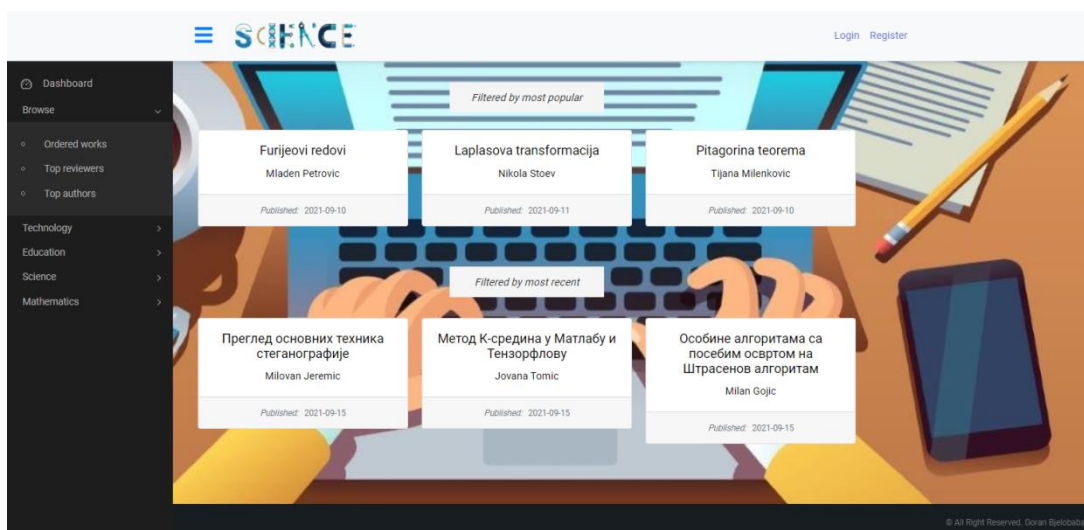 SCIENCE
Login Register
Dashboard
Browse
Ordered works
Top reviewers
Top authors
Technology
Education
Science
Mathematics
Filtered by most popular
Furijeovi redovi
Mladen Petrovic
Published: 2021-09-10
Laplasova transformacija
Nikola Stoev
Published: 2021-09-11
Pitagorina teorema
Tijana Milenkovic
Published: 2021-09-10
Filtered by most recent
Преглед основних техника
стеганографије
Milovan Jeremic
Published: 2021-09-15
Метод К-средина у Матлабу и
Тензорфлову
Jovana Tomic
Published: 2021-09-15
Особине алгоритама са
посебим освртом на
Штрасенов алгоритам
Milan Gojic
Published: 2021-09-15
© All Right Reserved. Goran Bjelobaba